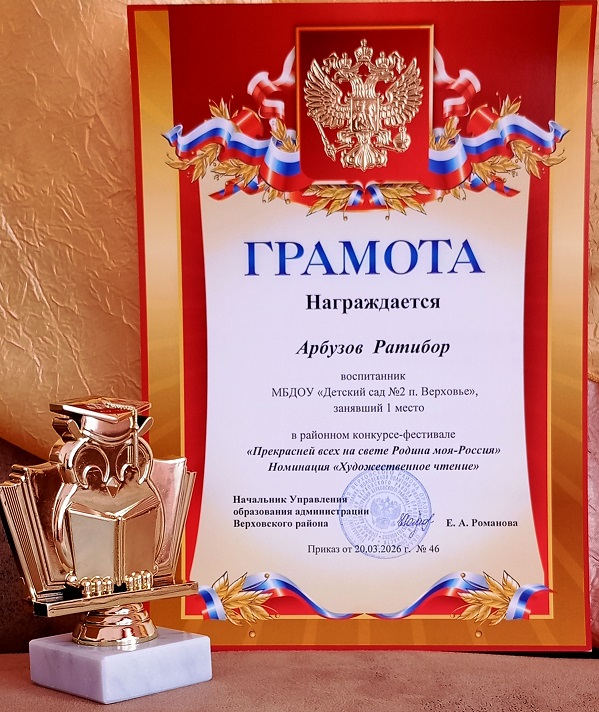 ГРАМОТА
Награждается
Арбузов Ратибор
воспитанник
МБДОУ «Детский сад №2 п. Верховье»,
занявший 1 место
в районном конкурсе-фестивале
«Прекрасней всех на свете Родина моя-Россия»
Номинация «Художественное чтение»
Начальник Управления
образования администрации
Верховского района Е. А. Романова
Приказ от 20.03.2026 г. № 46